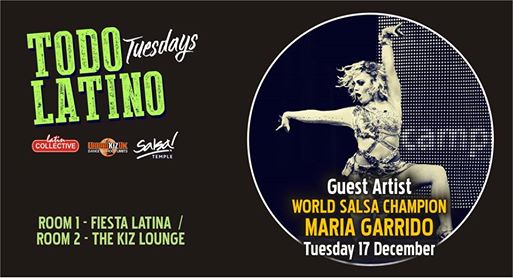 TODO Tuesdays
LATINO
latin
COLLECTIVE
Salsa!
TEMPLE
ROOM 1 - FIESTA LATINA /
ROOM 2 - THE KIZ LOUNGE
camp
Guest Artist
WORLD SALSA CHAMPION
MARIA GARRIDO
Tuesday 17 December